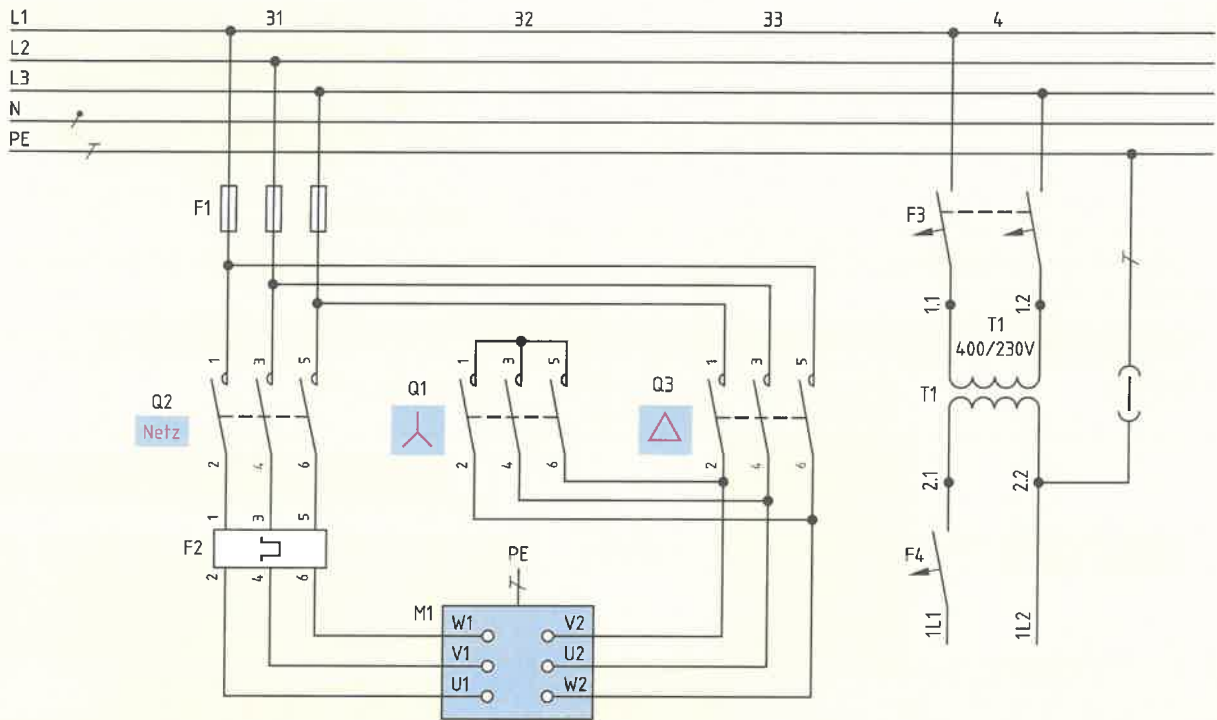 L1 31 32 33 4
L2
L3
N
PE
F1
F3
1.1 1.2
T1
400/230V
1 3 5
1 3 5
1 3 5
Q2
Netz
Q1
Q3
T1
2 4 6
2 4 6
2 4 6
2.1 2.2
1 3 5
F2
2 4 6
PE
F4
M1
W1 V2
V1 U2
U1 W2
1L1 1L2